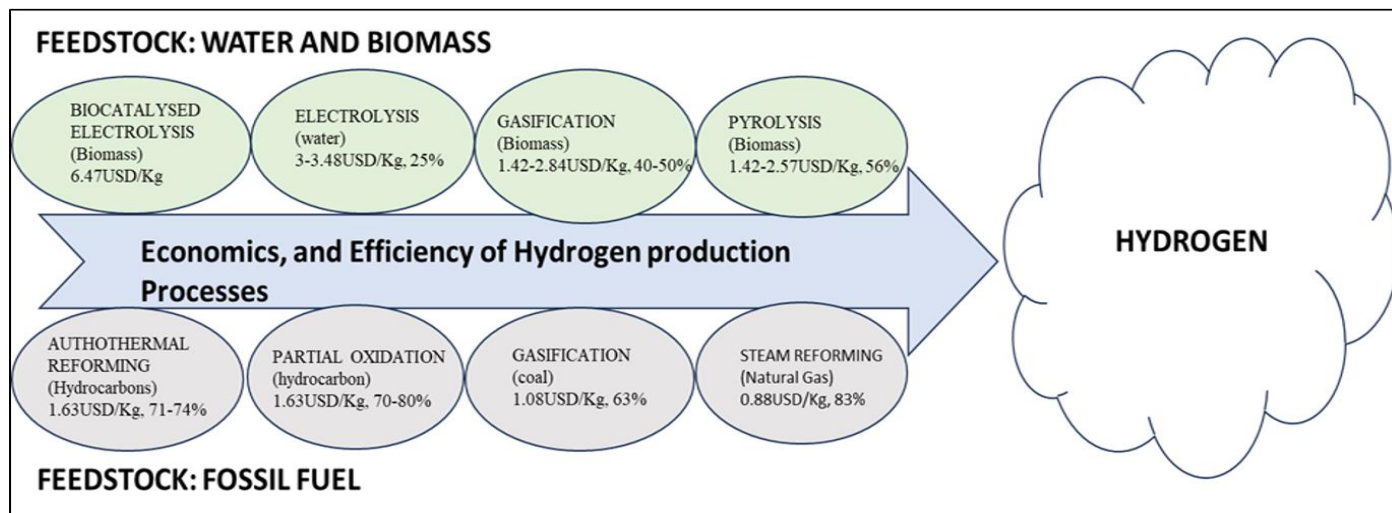 FEEDSTOCK: WATER AND BIOMASS
BIOCATALYSED
ELECTROLYSIS
(Biomass)
6.47USD/Kg
ELECTROLYSIS
(water)
3-3.48USD/Kg, 25%
GASIFICATION
(Biomass)
1.42-2.84USD/Kg, 40-50%
PYROLYSIS
(Biomass)
1.42-2.57USD/Kg, 56%
Economics, and Efficiency of Hydrogen production
Processes
HYDROGEN
AUTHOTHERMAL
REFORMING
(Hydrocarbons)
1.63USD/Kg, 71-74%
PARTIAL OXIDATION
(hydrocarbon)
1.63USD/Kg, 70-80%
GASIFICATION
(coal)
1.08USD/Kg, 63%
STEAM REFORMING
(Natural Gas)
0.88USD/Kg, 83%
FEEDSTOCK: FOSSIL FUEL